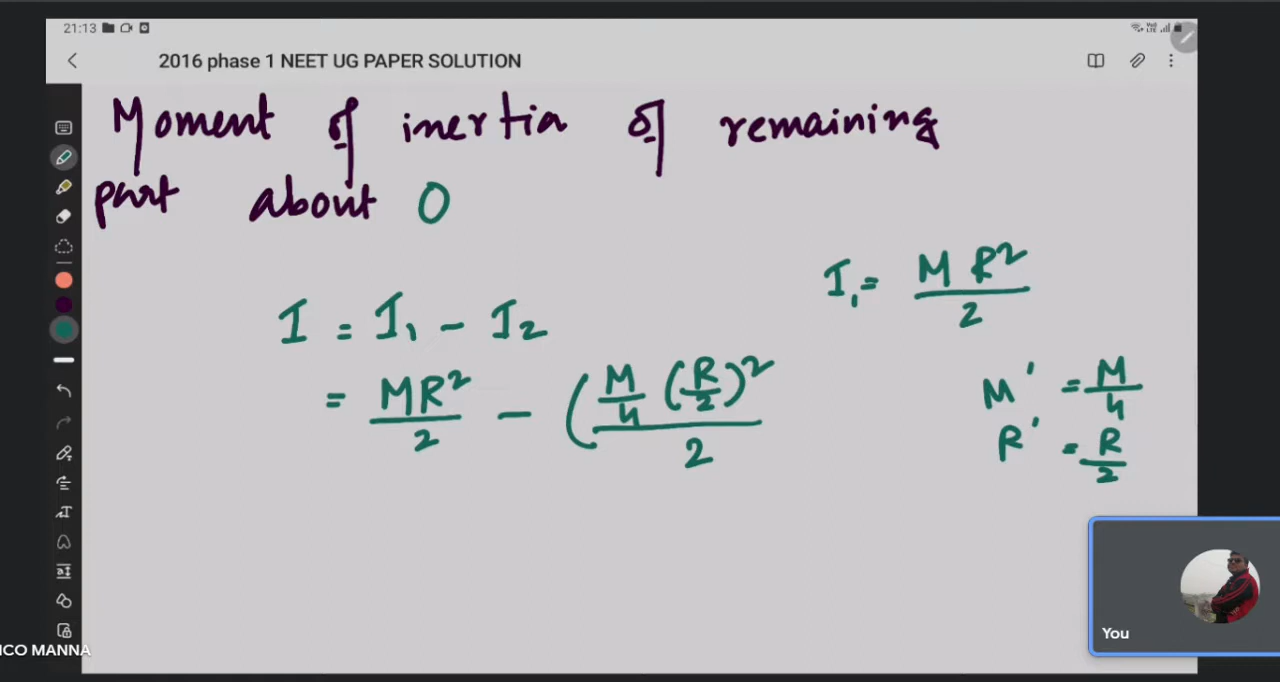 21:13
2016 phase 1 NEET UG PAPER SOLUTION
Moment of inertia of remaining
part about O
I₁ = M R² / 2
I = I₁ - I₂
= MR² / 2 - ( M/4 (R/2)² / 2
M' = M/4
R' = R/2
You
ICO MANNA